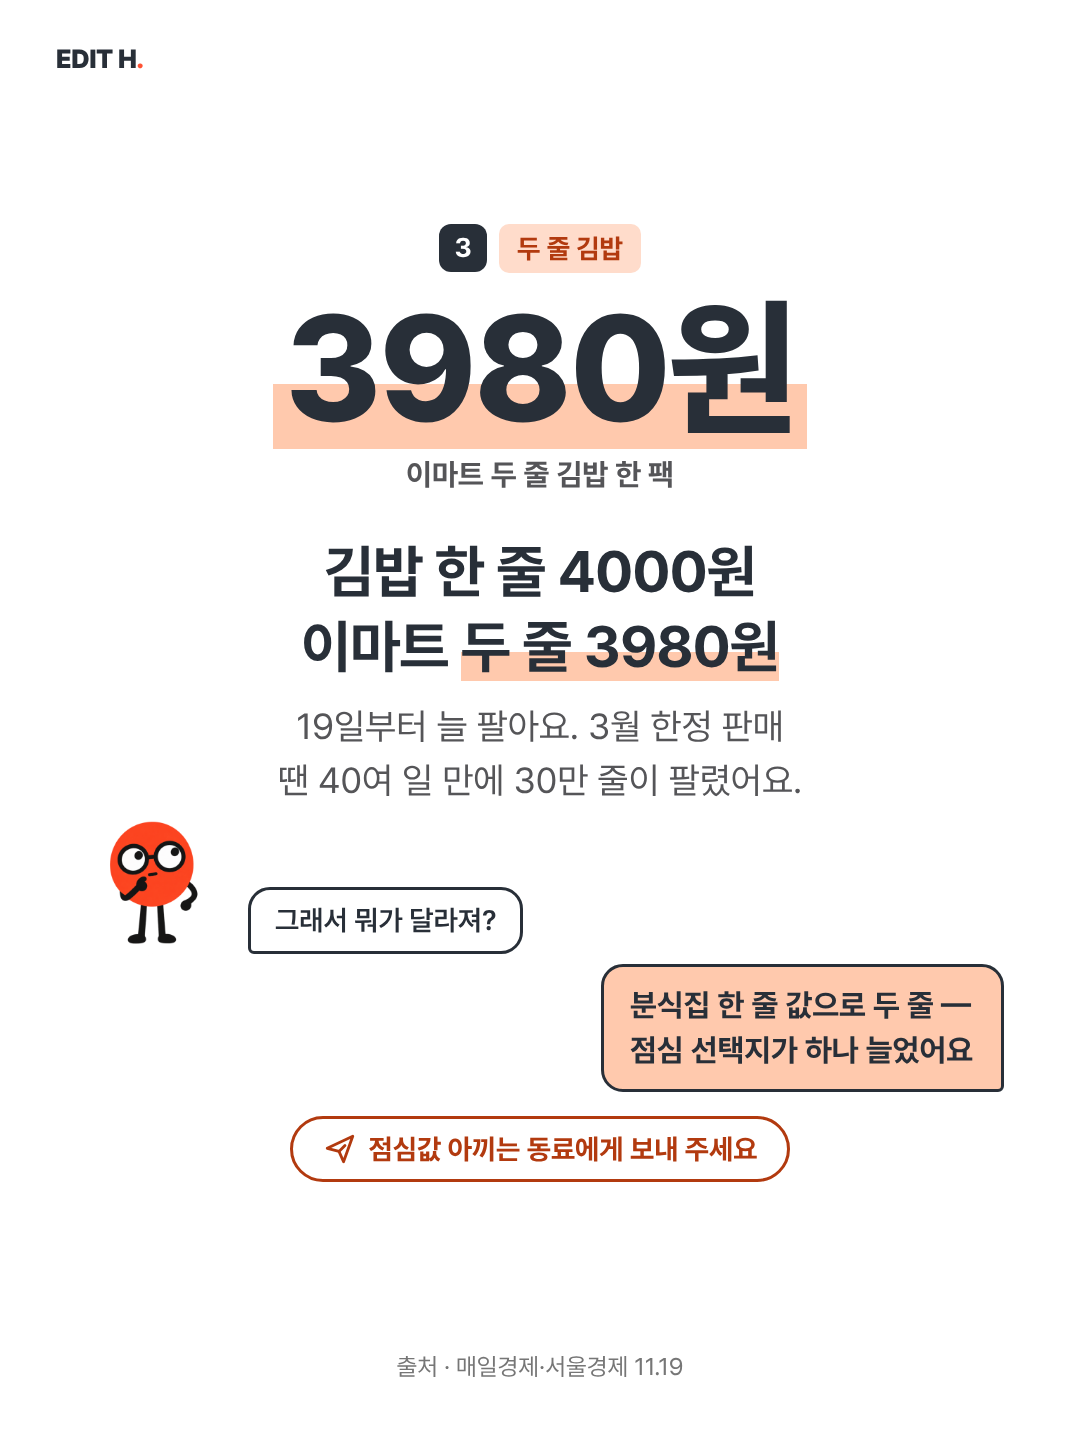 EDIT H.
3
두 줄 김밥
3980원
이마트 두 줄 김밥 한 팩
김밥 한 줄 4000원
이마트 두 줄 3980원
19일부터 늘 팔아요. 3월 한정 판매
땐 40여 일 만에 30만 줄이 팔렸어요.
그래서 뭐가 달라져?
분식집 한 줄 값으로 두 줄 —
점심 선택지가 하나 늘었어요
점심값 아끼는 동료에게 보내 주세요
출처 · 매일경제·서울경제 11.19